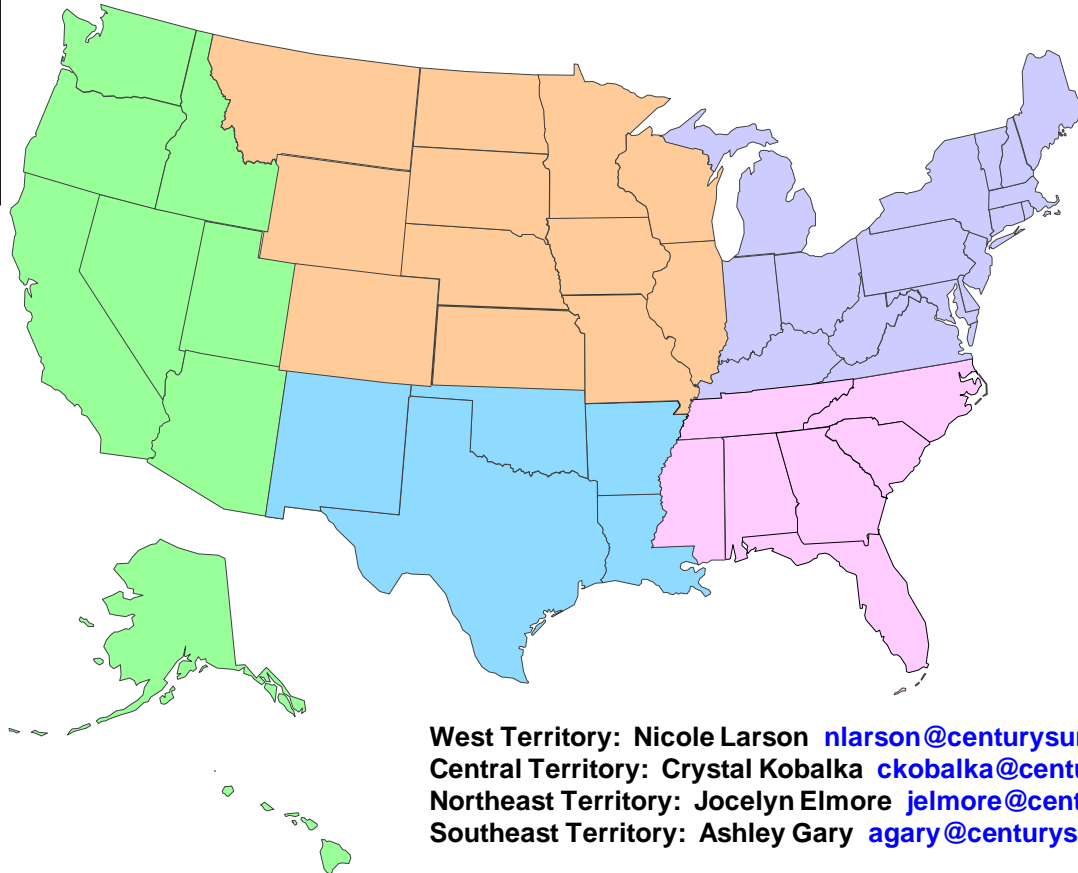 West Territory: Nicole Larson nlarson@centurysu
Central Territory: Crystal Kobalka ckobalka@centu
Northeast Territory: Jocelyn Elmore jelmore@cent
Southeast Territory: Ashley Gary agary@centurys